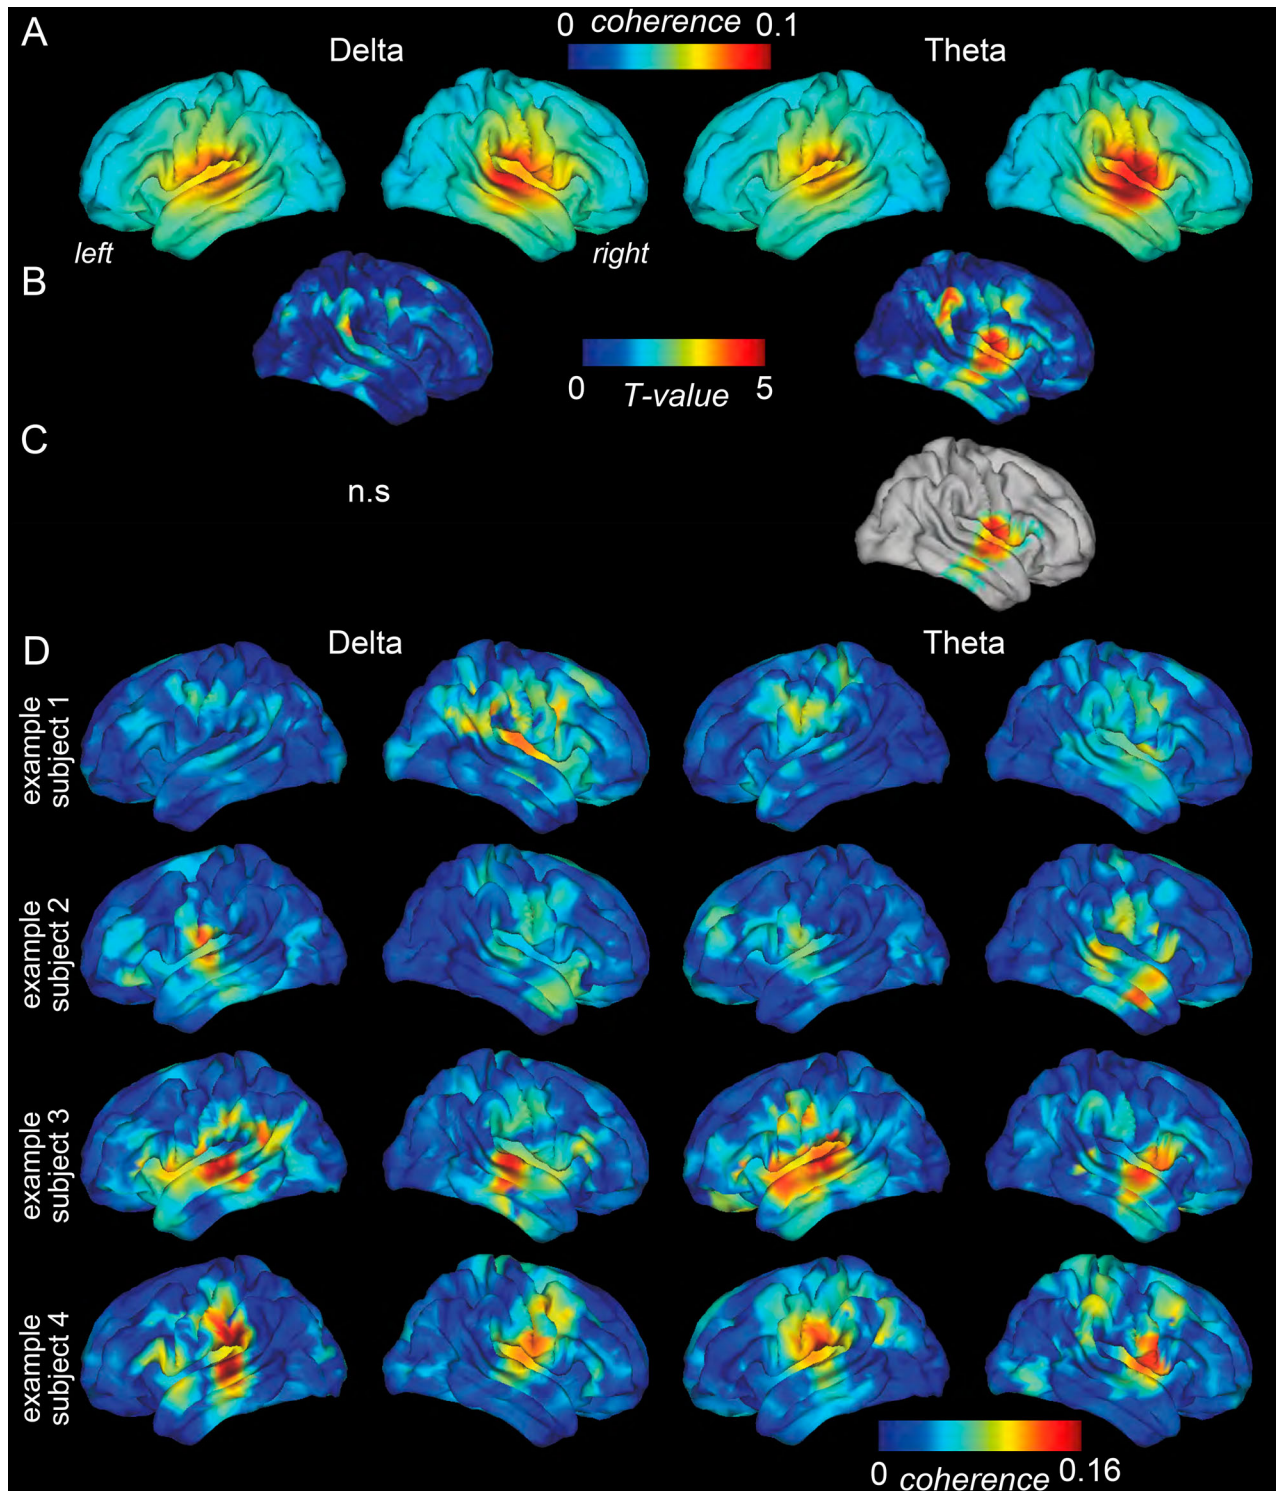 A
0 coherence 0.1
Delta
Theta
left
right
B
0 T-value 5
C
n.s
D
Delta
Theta
example
subject 1
example
subject 2
example
subject 3
example
subject 4
0 coherence 0.16